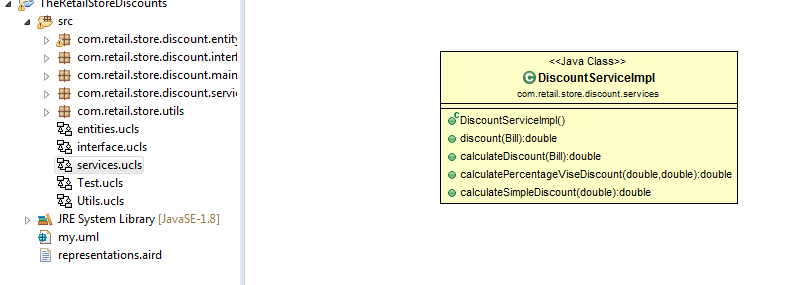 TheRetailStoreDiscounts
src
com.retail.store.discount.entity
com.retail.store.discount.interf
com.retail.store.discount.main
com.retail.store.discount.servic
com.retail.store.utils
entities.ucls
interface.ucls
services.ucls
Test.ucls
Utils.ucls
JRE System Library [JavaSE-1.8]
my.uml
representations.aird
<<Java Class>>
C DiscountServiceImpl
com.retail.store.discount.services
C DiscountServiceImpl()
discount(Bill):double
calculateDiscount(Bill):double
calculatePercentageViseDiscount(double,double):double
calculateSimpleDiscount(double):double